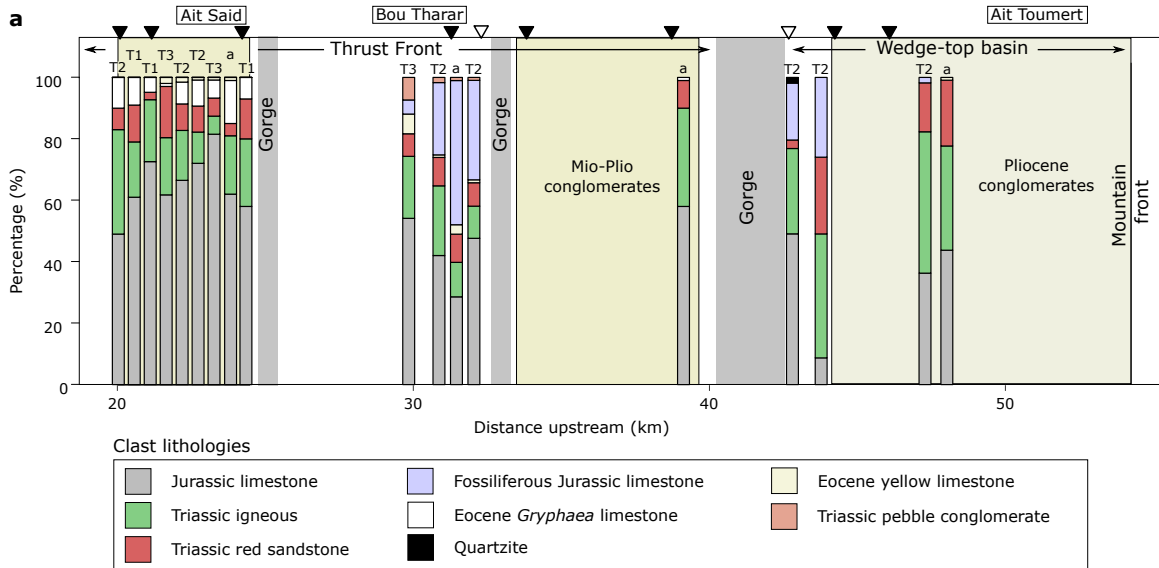 a
Ait Said
Bou Tharar
Ait Toumert
Thrust Front
Wedge-top basin
T2 T1 T1 T3 T2 T2 T3 a T1
T3 T2 a T2
a
T2 T2
T2 a
Gorge
Gorge
Mio-Plio
conglomerates
Gorge
Pliocene
conglomerates
Mountain
front
Percentage (%)
100
80
60
40
20
0
20 30 40 50
Distance upstream (km)
Clast lithologies
Jurassic limestone
Triassic igneous
Triassic red sandstone
Fossiliferous Jurassic limestone
Eocene Gryphaea limestone
Quartzite
Eocene yellow limestone
Triassic pebble conglomerate